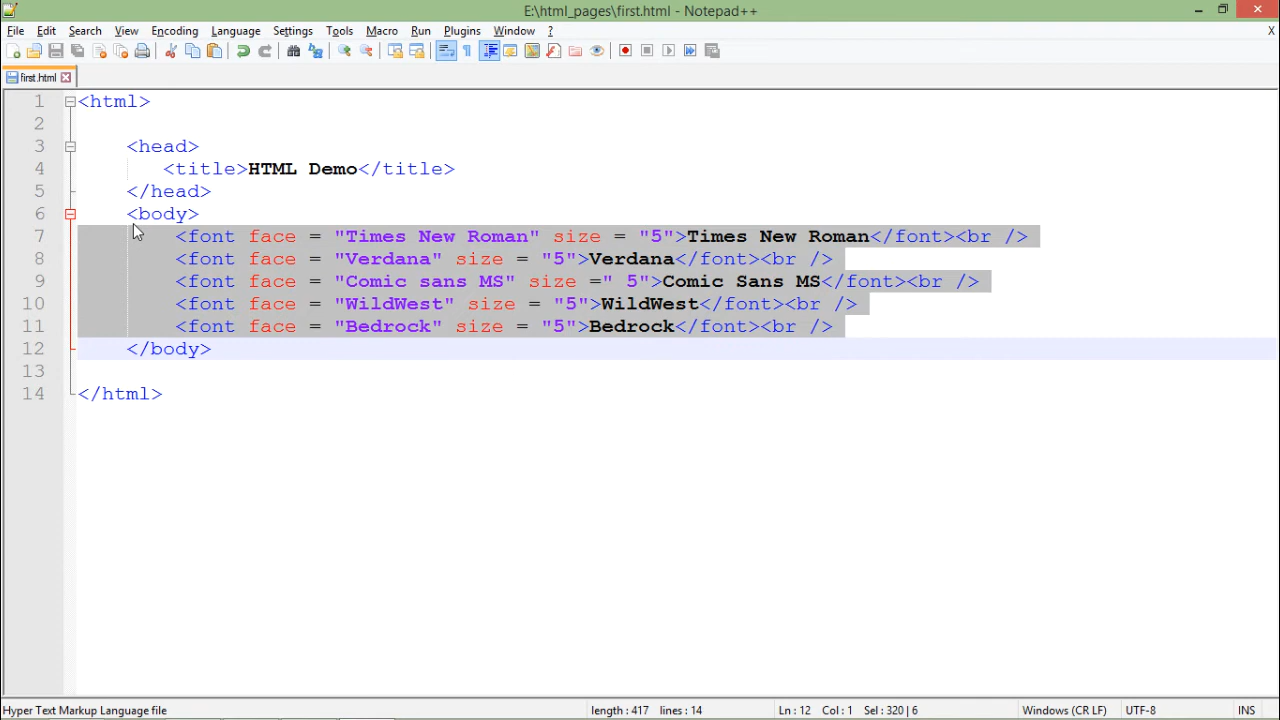 E:\html_pages\first.html - Notepad++
File Edit Search View Encoding Language Settings Tools Macro Run Plugins Window ? X
first.html
1 <html>
2
3 <head>
4 <title>HTML Demo</title>
5 </head>
6 <body>
7 <font face = "Times New Roman" size = "5">Times New Roman</font><br />
8 <font face = "Verdana" size = "5">Verdana</font><br />
9 <font face = "Comic sans MS" size =" 5">Comic Sans MS</font><br />
10 <font face = "WildWest" size = "5">WildWest</font><br />
11 <font face = "Bedrock" size = "5">Bedrock</font><br />
12 </body>
13
14 </html>
Hyper Text Markup Language file length : 417 lines : 14 Ln : 12 Col : 1 Sel : 320 | 6 Windows (CR LF) UTF-8 INS